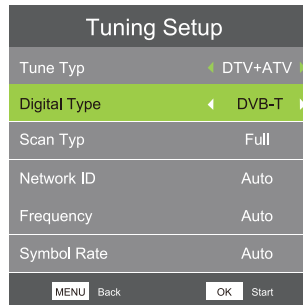 Tuning Setup
Tune Typ DTV+ATV
Digital Type DVB-T
Scan Typ Full
Network ID Auto
Frequency Auto
Symbol Rate Auto
MENU Back OK Start